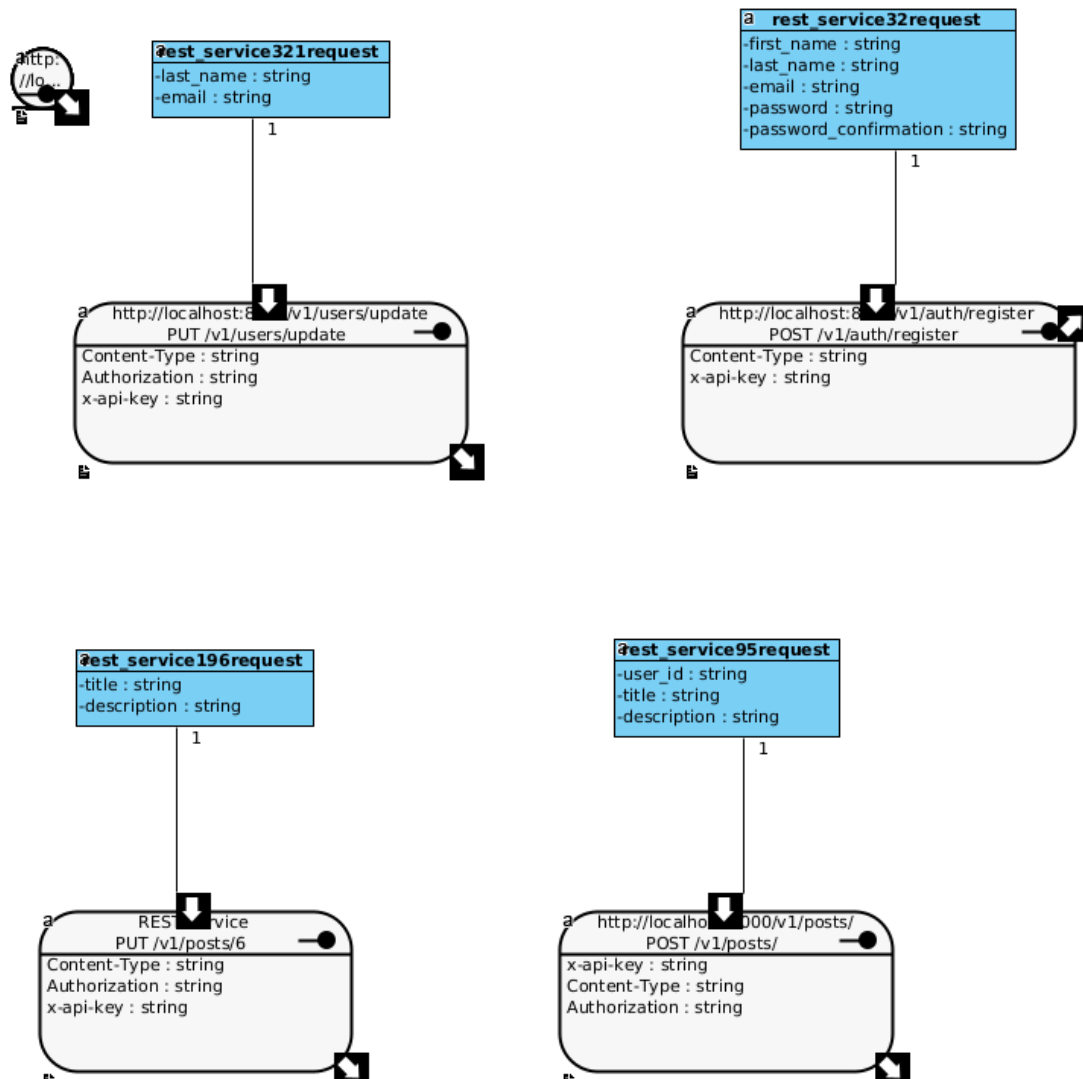 a
http:
//lo...
a
rest_service321request
-last_name : string
-email : string
1
a
rest_service32request
-first_name : string
-last_name : string
-email : string
-password : string
-password_confirmation : string
1
a
http://localhost:8 /v1/users/update
PUT /v1/users/update
Content-Type : string
Authorization : string
x-api-key : string
a
http://localhost:8 /v1/auth/register
POST /v1/auth/register
Content-Type : string
x-api-key : string
a
rest_service196request
-title : string
-description : string
1
a
rest_service95request
-user_id : string
-title : string
-description : string
1
a
REST
PUT /v1/posts/6
Content-Type : string
Authorization : string
x-api-key : string
a
http://localho 000/v1/posts/
POST /v1/posts/
x-api-key : string
Content-Type : string
Authorization : string